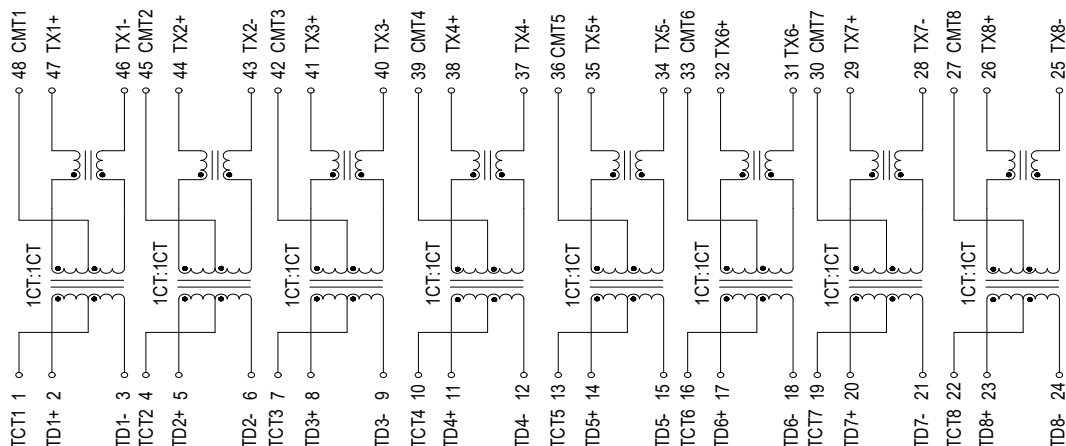 48 CMT1
47 TX1+
46 TX1-
45 CMT2
44 TX2+
43 TX2-
42 CMT3
41 TX3+
40 TX3-
39 CMT4
38 TX4+
37 TX4-
36 CMT5
35 TX5+
34 TX5-
33 CMT6
32 TX6+
31 TX6-
30 CMT7
29 TX7+
28 TX7-
27 CMT8
26 TX8+
25 TX8-
1CT:1CT
1CT:1CT
1CT:1CT
1CT:1CT
1CT:1CT
1CT:1CT
1CT:1CT
1CT:1CT
TCT1 1
TD1+ 2
TD1- 3
TCT2 4
TD2+ 5
TD2- 6
TCT3 7
TD3+ 8
TD3- 9
TCT4 10
TD4+ 11
TD4- 12
TCT5 13
TD5+ 14
TD5- 15
TCT6 16
TD6+ 17
TD6- 18
TCT7 19
TD7+ 20
TD7- 21
TCT8 22
TD8+ 23
TD8- 24